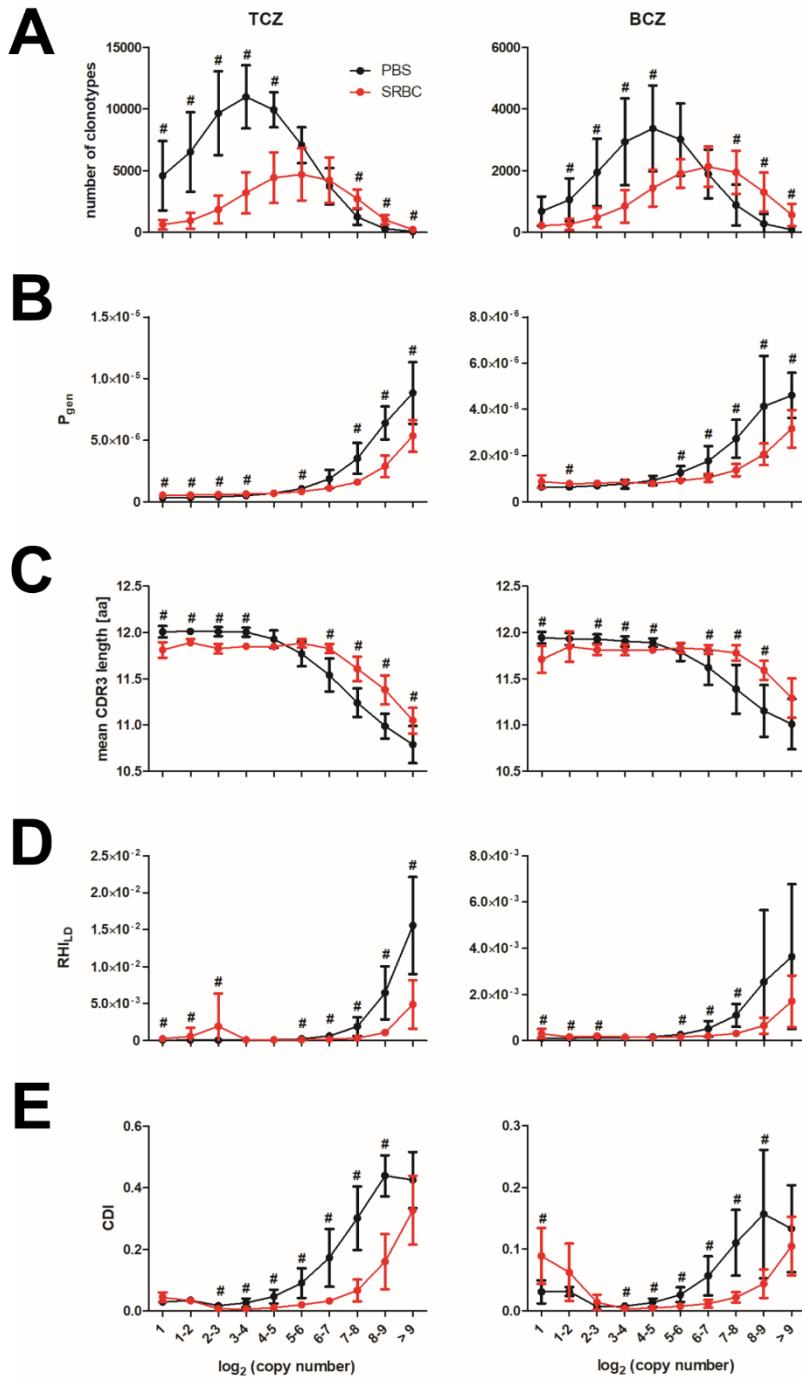 TCZ
BCZ
A
number of clonotypes
15000
10000
5000
0
# # # # # # # #
PBS
SRBC
6000
4000
2000
0
# # # # # # #
B
Pgen
1.5×10⁻⁵
1.0×10⁻⁵
5.0×10⁻⁶
0
# # # # # # # #
8.0×10⁻⁶
6.0×10⁻⁶
4.0×10⁻⁶
2.0×10⁻⁶
0
# # # # # #
C
mean CDR3 length [aa]
12.5
12.0
11.5
11.0
10.5
# # # # # # # #
12.5
12.0
11.5
11.0
10.5
# # # # # # #
D
RHILD
2.5×10⁻²
2.0×10⁻²
1.5×10⁻²
1.0×10⁻²
5.0×10⁻³
0
# # # # # # # #
8.0×10⁻³
6.0×10⁻³
4.0×10⁻³
2.0×10⁻³
0
# # # # # #
E
CDI
0.6
0.4
0.2
0.0
# # # # # # #
1 1-2 2-3 3-4 4-5 5-6 6-7 7-8 8-9 > 9
log₂ (copy number)
0.3
0.2
0.1
0.0
# # # # # # #
1 1-2 2-3 3-4 4-5 5-6 6-7 7-8 8-9 > 9
log₂ (copy number)